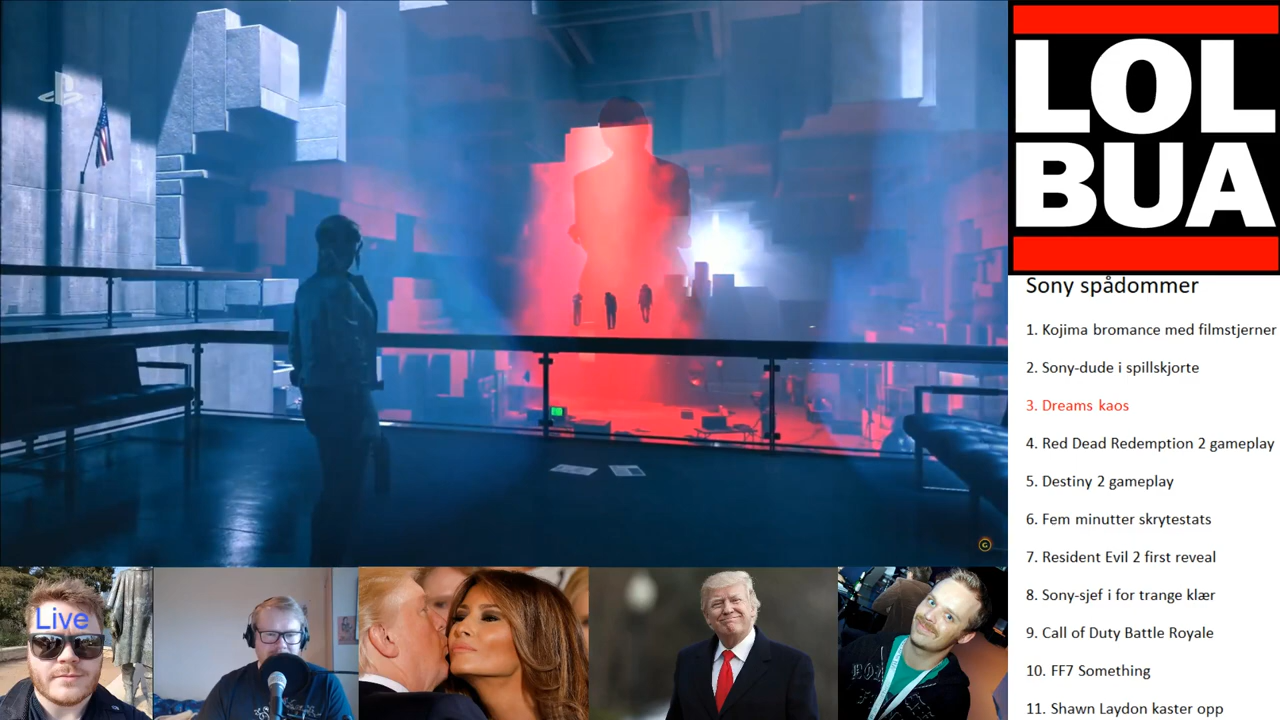 LOL
BUA
Sony spådommer
1. Kojima bromance med filmstjerner
2. Sony-dude i spillskjorte
3. Dreams kaos
4. Red Dead Redemption 2 gameplay
5. Destiny 2 gameplay
6. Fem minutter skrytestats
7. Resident Evil 2 first reveal
8. Sony-sjef i for trange klær
9. Call of Duty Battle Royale
10. FF7 Something
11. Shawn Laydon kaster opp
Live
G